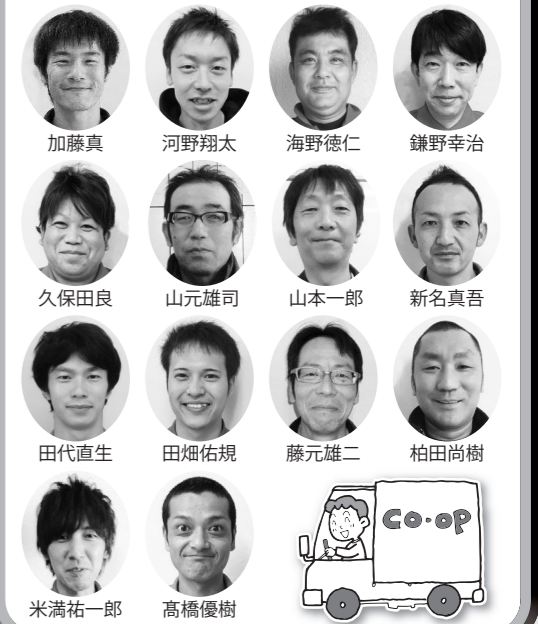 加藤真
河野翔太
海野徳仁
鎌野幸治
久保田良
山元雄司
山本一郎
新名真吾
田代直生
田畑佑規
藤元雄二
柏田尚樹
米満祐一郎
髙橋優樹
CO・OP